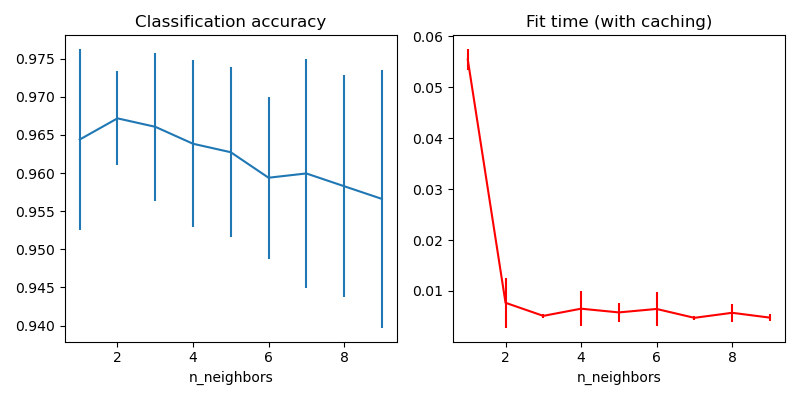 Classification accuracy
0.975
0.970
0.965
0.960
0.955
0.950
0.945
0.940
2 4 6 8
n_neighbors
Fit time (with caching)
0.06
0.05
0.04
0.03
0.02
0.01
2 4 6 8
n_neighbors